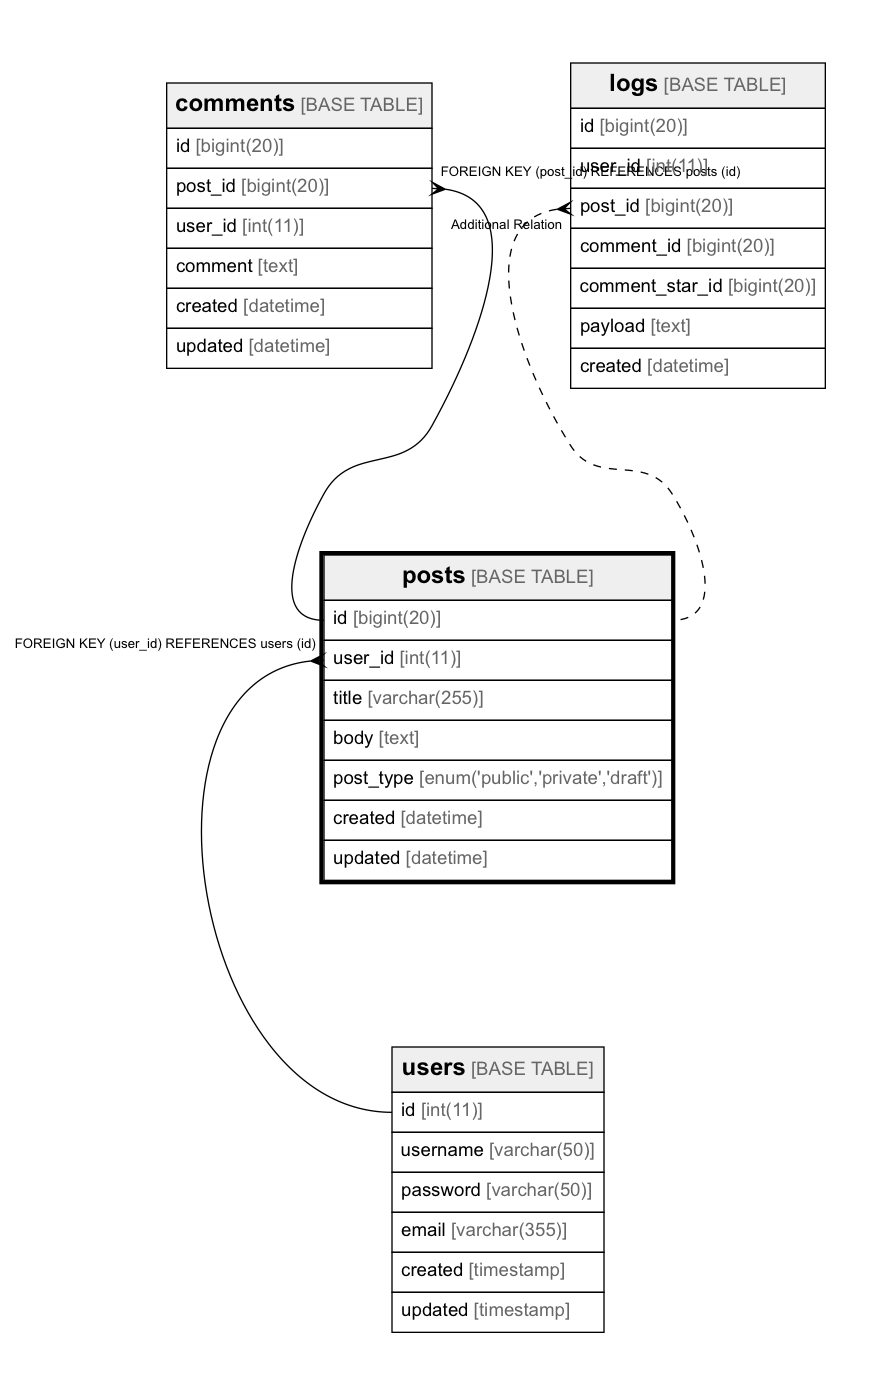 comments [BASE TABLE]
id [bigint(20)]
post_id [bigint(20)]
user_id [int(11)]
comment [text]
created [datetime]
updated [datetime]
logs [BASE TABLE]
id [bigint(20)]
user_id [int(11)]
post_id [bigint(20)]
comment_id [bigint(20)]
comment_star_id [bigint(20)]
payload [text]
created [datetime]
FOREIGN KEY (post_id) REFERENCES posts (id)
Additional Relation
posts [BASE TABLE]
id [bigint(20)]
user_id [int(11)]
title [varchar(255)]
body [text]
post_type [enum('public','private','draft')]
created [datetime]
updated [datetime]
FOREIGN KEY (user_id) REFERENCES users (id)
users [BASE TABLE]
id [int(11)]
username [varchar(50)]
password [varchar(50)]
email [varchar(355)]
created [timestamp]
updated [timestamp]